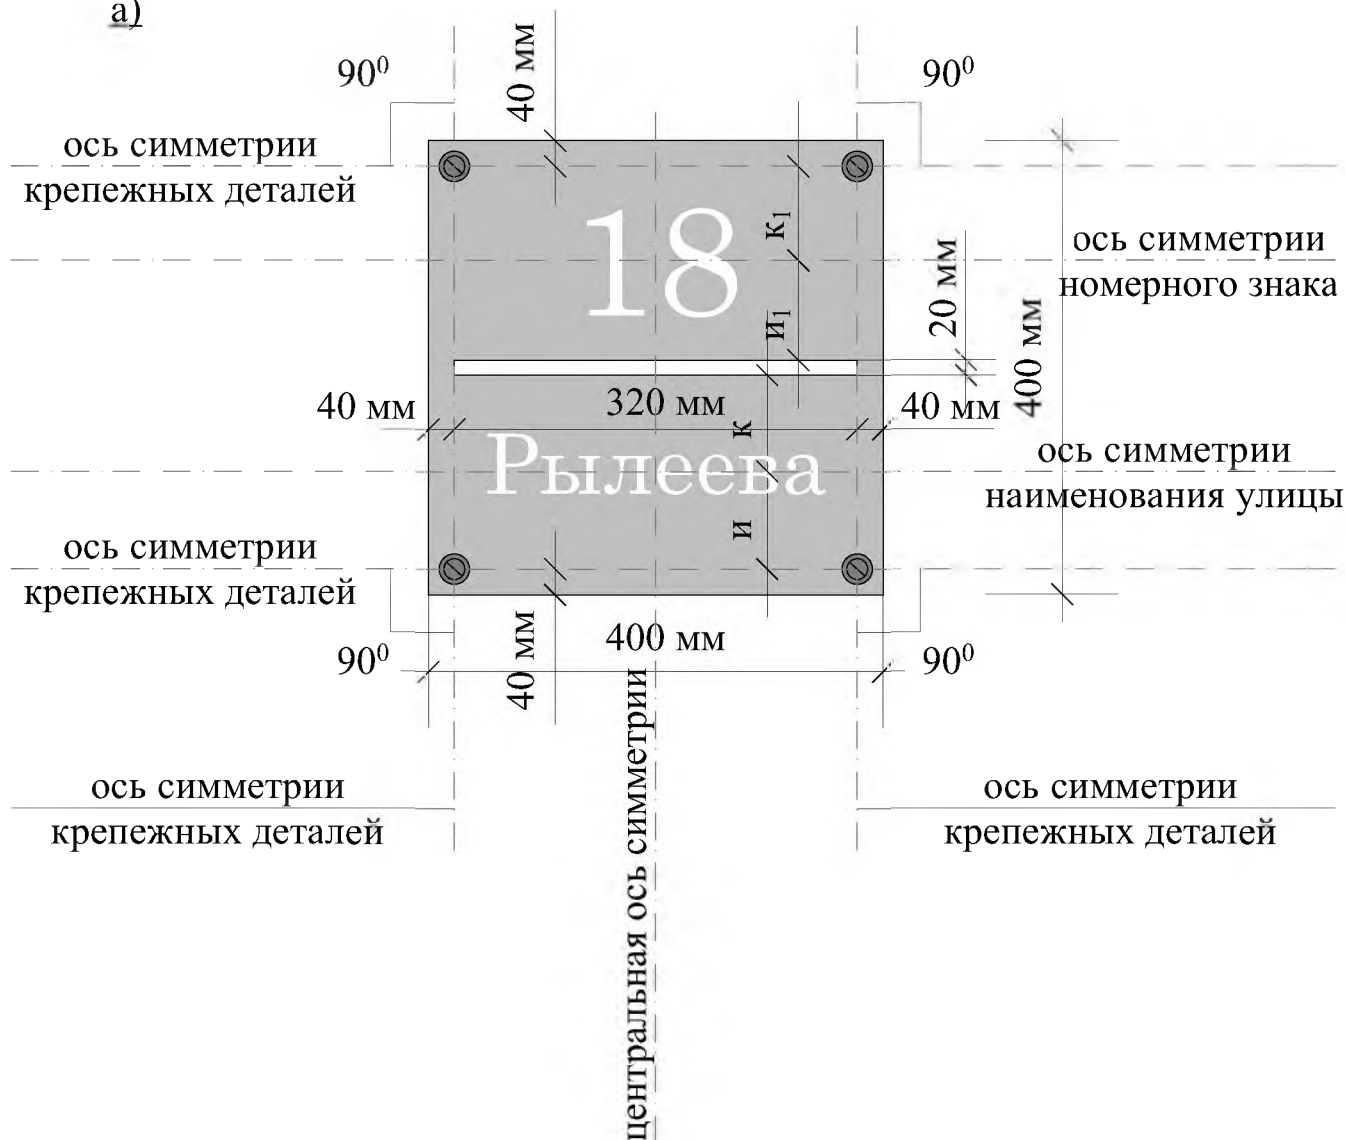 а)
90⁰
40 мм
90⁰
ось симметрии
крепежных деталей
18
к₁
и₁
20 мм
400 мм
ось симметрии
номерного знака
40 мм
320 мм
40 мм
к
Рылеева
и
ось симметрии
наименования улицы
ось симметрии
крепежных деталей
90⁰
40 мм
400 мм
90⁰
ось симметрии
крепежных деталей
центральная ось симметрии
ось симметрии
крепежных деталей